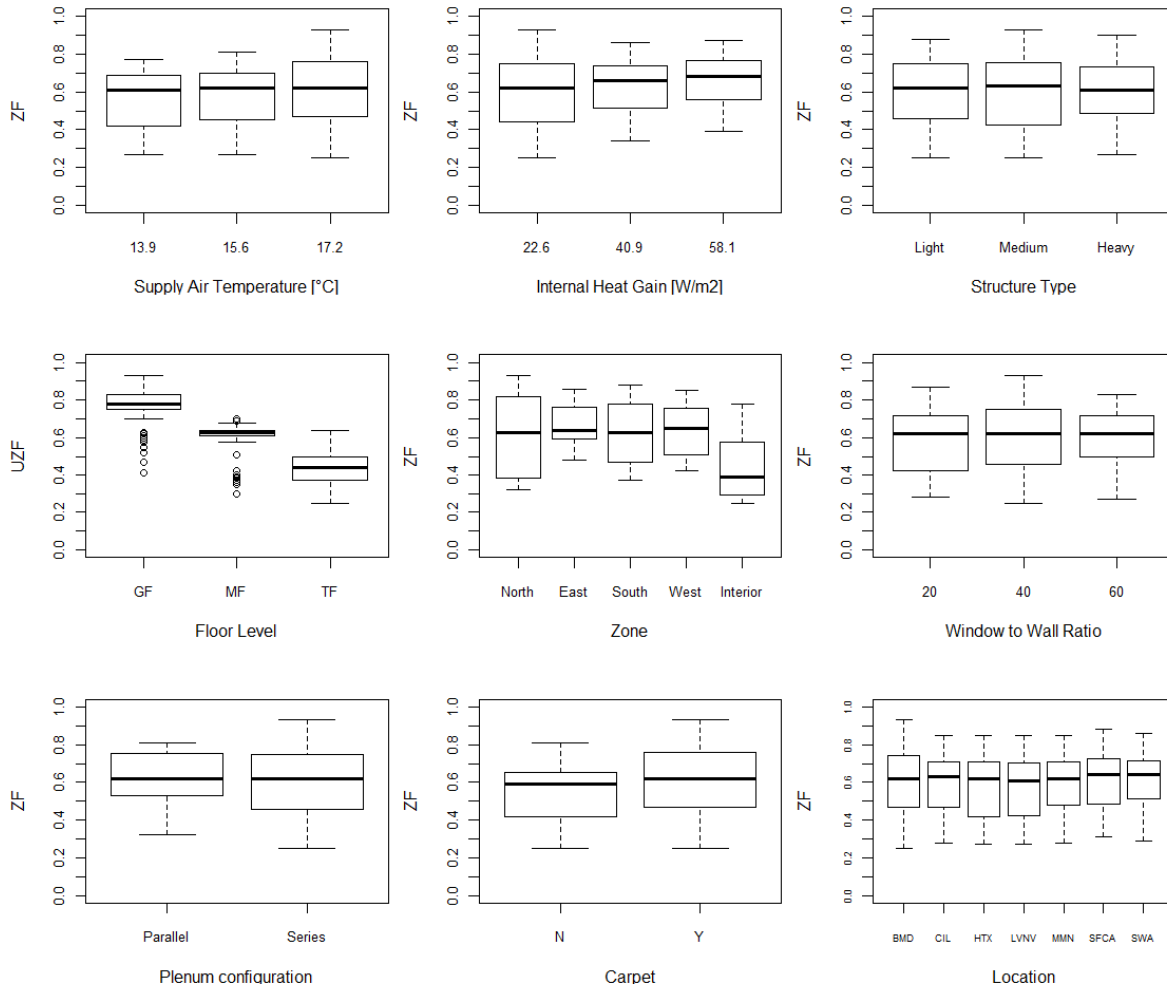 ZF
0.0 0.2 0.4 0.6 0.8 1.0
13.9 15.6 17.2
Supply Air Temperature [°C]
ZF
0.0 0.2 0.4 0.6 0.8 1.0
22.6 40.9 58.1
Internal Heat Gain [W/m2]
ZF
0.0 0.2 0.4 0.6 0.8 1.0
Light Medium Heavy
Structure Type
UZF
0.0 0.2 0.4 0.6 0.8 1.0
GF MF TF
Floor Level
ZF
0.0 0.2 0.4 0.6 0.8 1.0
North East South West Interior
Zone
ZF
0.0 0.2 0.4 0.6 0.8 1.0
20 40 60
Window to Wall Ratio
ZF
0.0 0.2 0.4 0.6 0.8 1.0
Parallel Series
Plenum configuration
ZF
0.0 0.2 0.4 0.6 0.8 1.0
N Y
Carpet
ZF
0.0 0.2 0.4 0.6 0.8 1.0
BMD CIL HTX LVNV MMN SFCA SWA
Location